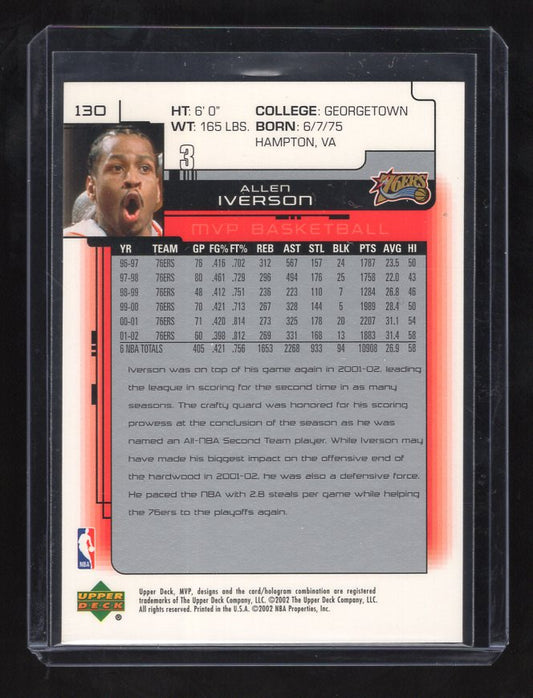 130
HT: 6' 0" COLLEGE: GEORGETOWN
WT: 165 LBS. BORN: 6/7/75
HAMPTON, VA
3
ALLEN
IVERSON
76ERS
MVP BASKETBALL
YR TEAM GP FG% FT% REB AST STL BLK PTS AVG HI
96-97 76ERS 76 .416 .702 312 567 157 24 1787 23.5 50
97-98 76ERS 80 .461 .728 296 494 176 25 1758 22.0 43
98-99 76ERS 48 .412 .751 236 223 110 7 1284 26.8 46
99-00 76ERS 70 .421 .713 267 328 144 5 1989 28.4 50
00-01 76ERS 71 .420 .814 273 325 178 20 2207 31.1 54
01-02 76ERS 60 .398 .812 269 331 168 13 1883 31.4 58
6 NBA TOTALS 405 .421 .756 1653 2268 933 94 10908 26.9 58
Iverson was on top of his game again in 2001-02, leading
the league in scoring for the second time in as many
seasons. The crafty guard was honored for his scoring
prowess at the conclusion of the season as he was
named an All-NBA Second Team player. While Iverson may
have made his biggest impact on the offensive end of
the hardwood in 2001-02, he was also a defensive force.
He paced the NBA with 2.8 steals per game while helping
the 76ers to the playoffs again.
NBA
UPPER
DECK
®
Upper Deck, MVP, designs and the card/hologram combination are registered
trademarks of The Upper Deck Company, LLC. ©2002 The Upper Deck Company, LLC.
All rights reserved. Printed in the U.S.A. ©2002 NBA Properties, Inc.